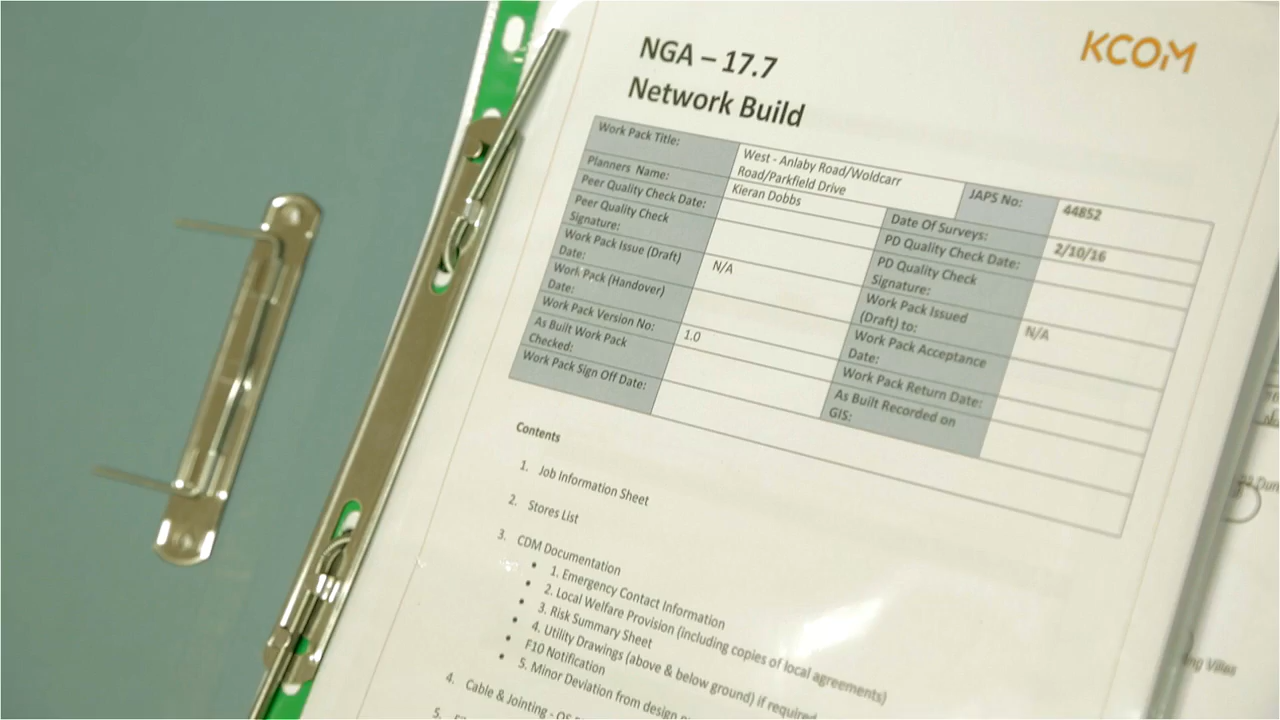 KCOM
NGA – 17.7
Network Build
Work Pack Title:
West - Anlaby Road/Woldcarr
Road/Parkfield Drive
JAPS No:
44852
Planners Name:
Kieran Dobbs
Date Of Surveys:
2/10/16
Peer Quality Check Date:
PD Quality Check Date:
Peer Quality Check
Signature:
PD Quality Check
Signature:
Work Pack Issue (Draft)
Date:
N/A
Work Pack Issued
(Draft) to:
N/A
Work Pack (Handover)
Date:
Work Pack Acceptance
Date:
Work Pack Version No:
1.0
Work Pack Return Date:
As Built Work Pack
Checked:
As Built Recorded on
GIS:
Work Pack Sign Off Date:
Contents
1. Job Information Sheet
2. Stores List
3. CDM Documentation
• 1. Emergency Contact Information
• 2. Local Welfare Provision (including copies of local agreements)
• 3. Risk Summary Sheet
• 4. Utility Drawings (above & below ground) if required
• F10 Notification
• 5. Minor Deviation from design
4. Cable & Jointing -
5.
Villas